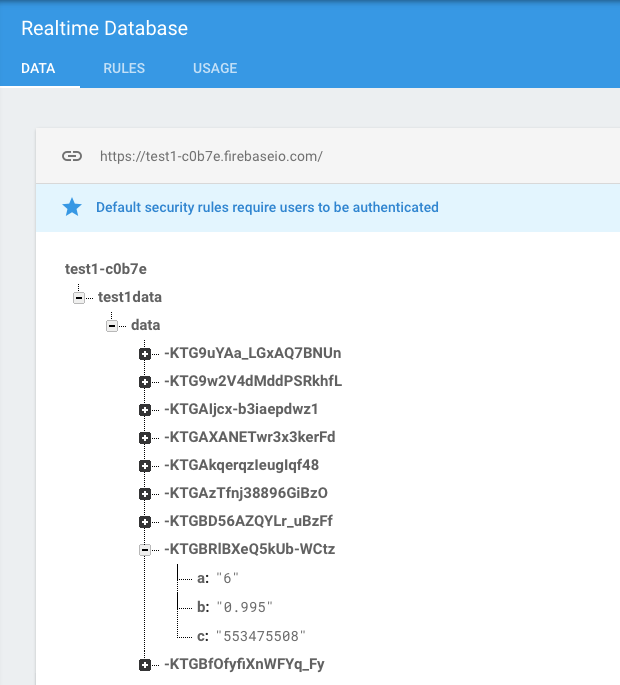 Realtime Database
DATA RULES USAGE
https://test1-c0b7e.firebaseio.com/
Default security rules require users to be authenticated
test1-c0b7e
test1data
data
-KTG9uYAa_LGxAQ7BNUn
-KTG9w2V4dMddPSRkhfL
-KTGAIjcx-b3iaepdwz1
-KTGAXANETwr3x3kerFd
-KTGAkqerqzIeugIqf48
-KTGAzTfnj38896GiBzO
-KTGBD56AZQYLr_uBzFf
-KTGBRlBXeQ5kUb-WCtz
a: "6"
b: "0.995"
c: "553475508"
-KTGBfOfyfiXnWFYq_Fy